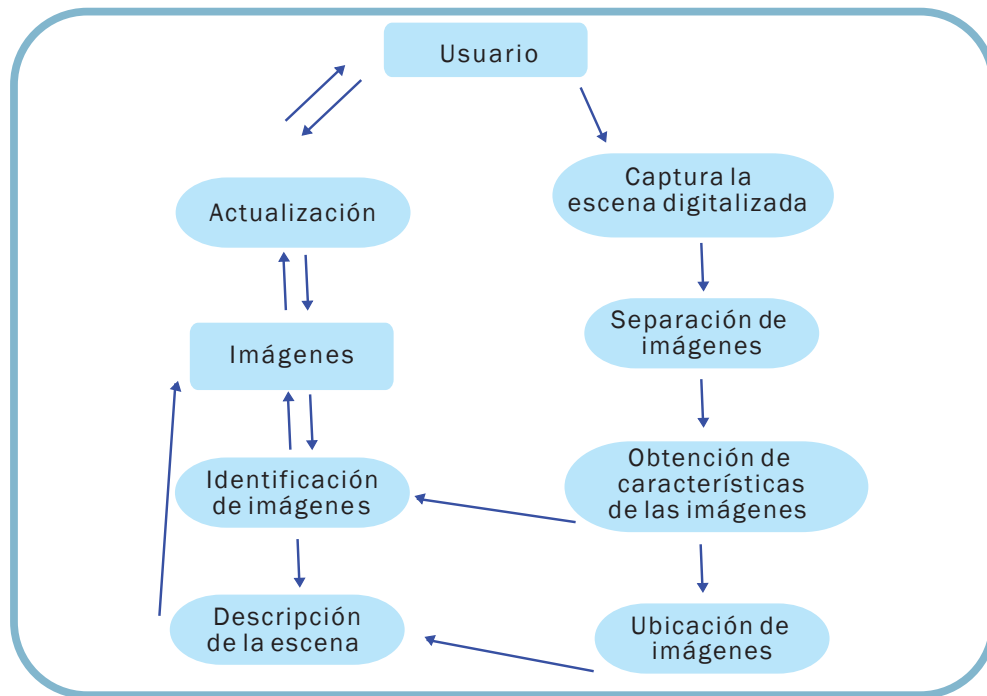 Usuario
Captura la
escena digitalizada
Actualización
Separación de
imágenes
Imágenes
Obtención de
características
de las imágenes
Identificación
de imágenes
Descripción
de la escena
Ubicación de
imágenes